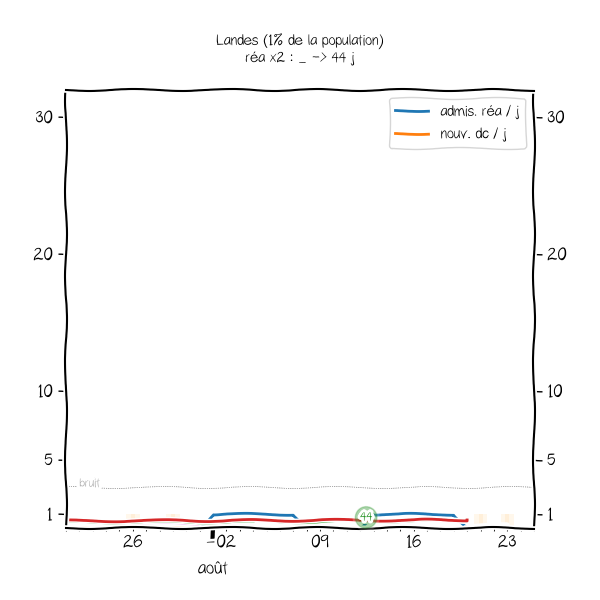 Landes (1% de la population)
réa x2 : _ -> 44 j
admis. réa / j
nouv. dc / j
30
30
20
20
10
10
5
5
bruit
1
44
1
26
02
09
16
23
août